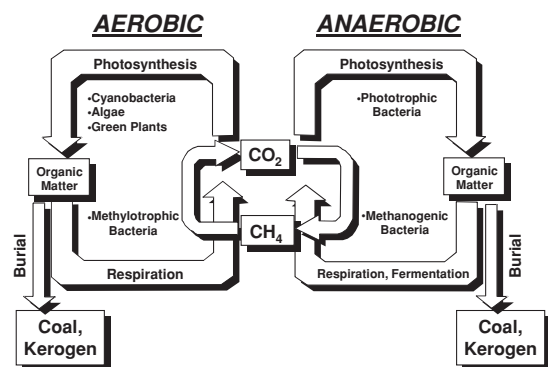 AEROBIC
ANAEROBIC
Photosynthesis
•Cyanobacteria
•Algae
•Green Plants
Organic
Matter
•Methylotrophic
Bacteria
Respiration
Burial
Coal,
Kerogen
CO2
CH4
Photosynthesis
•Phototrophic
Bacteria
Organic
Matter
•Methanogenic
Bacteria
Respiration, Fermentation
Burial
Coal,
Kerogen